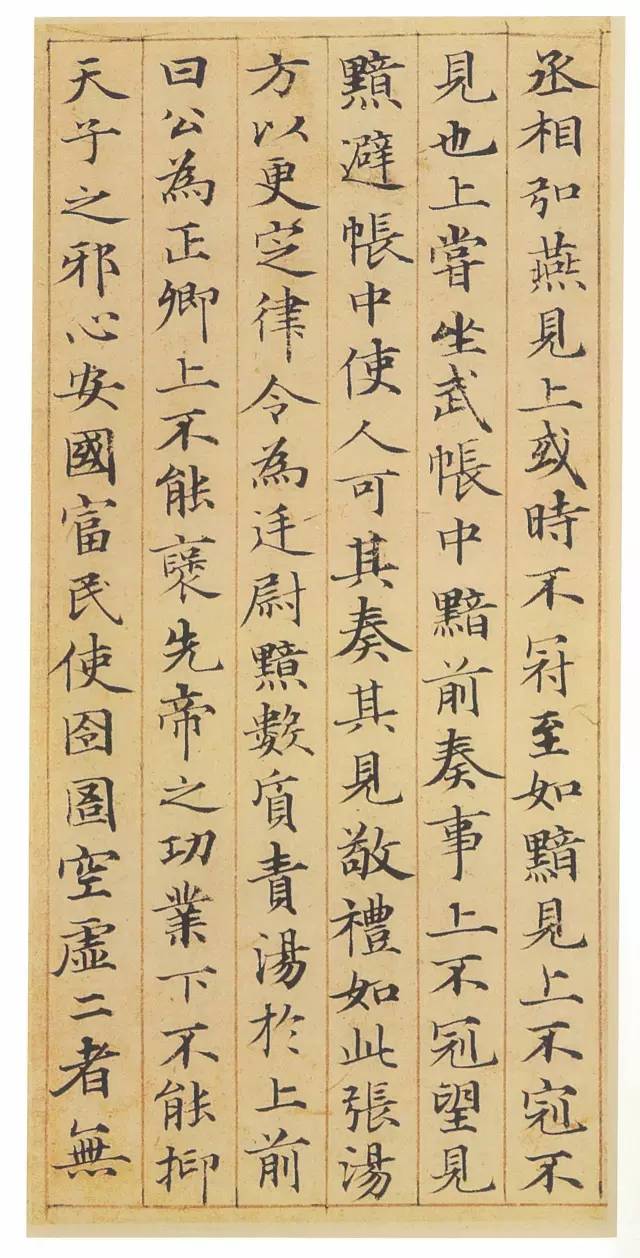 丞相弘燕見上或時不冠至如黯見上不冠不
見也上嘗坐武帳中黯前奏事上不冠望見
黯避帳中使人可其奏其見敬禮如此張湯
方以更定律令為廷尉黯數質責湯於上前
曰公為正卿上不能褒先帝之功業下不能抑
天子之邪心安國富民使囹圄空虛二者無